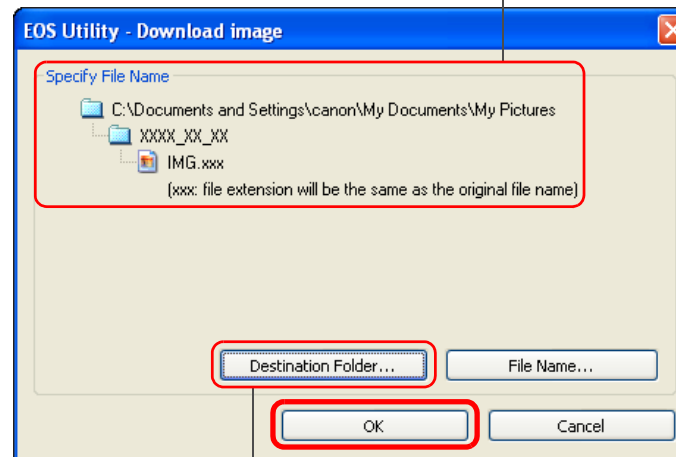 EOS Utility - Download image
Specify File Name
C:\Documents and Settings\canon\My Documents\My Pictures
XXXX_XX_XX
IMG.xxx
(xxx: file extension will be the same as the original file name)
Destination Folder... File Name...
OK Cancel